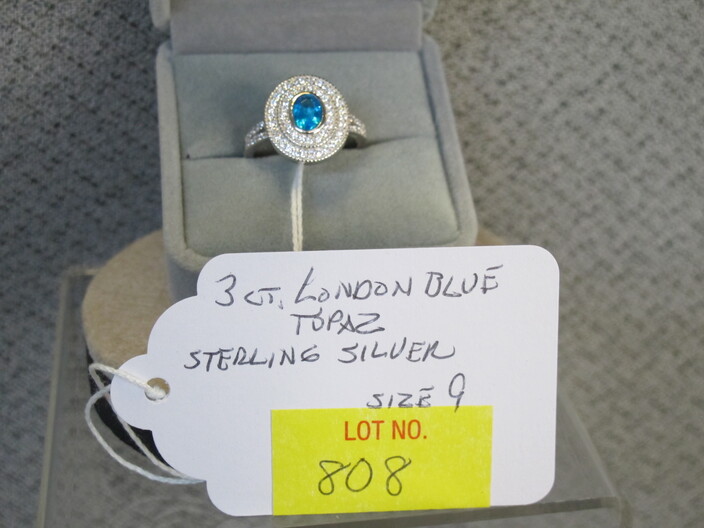 3 CT. LONDON BLUE
TOPAZ
STERLING SILVER
SIZE 9
LOT NO.
808